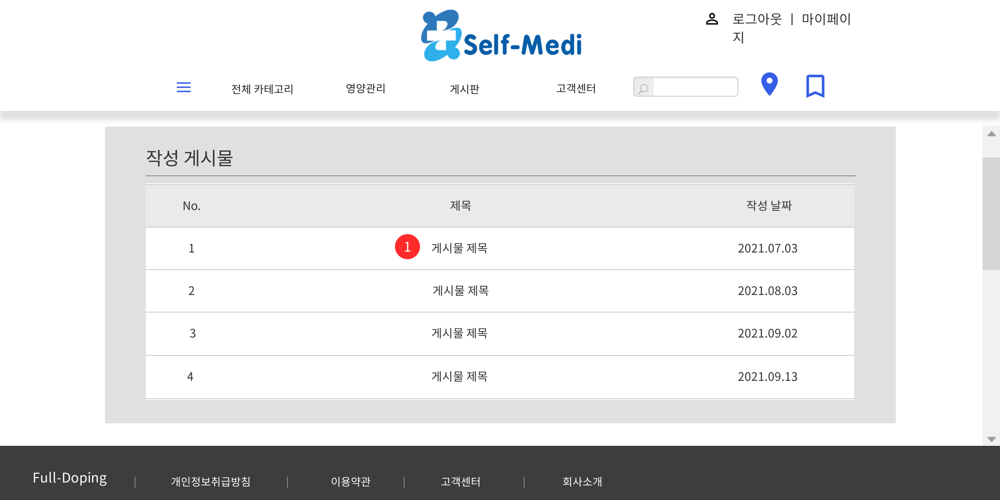 Self-Medi
로그아웃 | 마이페이
지
전체 카테고리 영양관리 게시판 고객센터
작성 게시물
No. 제목 작성 날짜
1 1 게시물 제목 2021.07.03
2 게시물 제목 2021.08.03
3 게시물 제목 2021.09.02
4 게시물 제목 2021.09.13
Full-Doping | 개인정보취급방침 | 이용약관 | 고객센터 | 회사소개